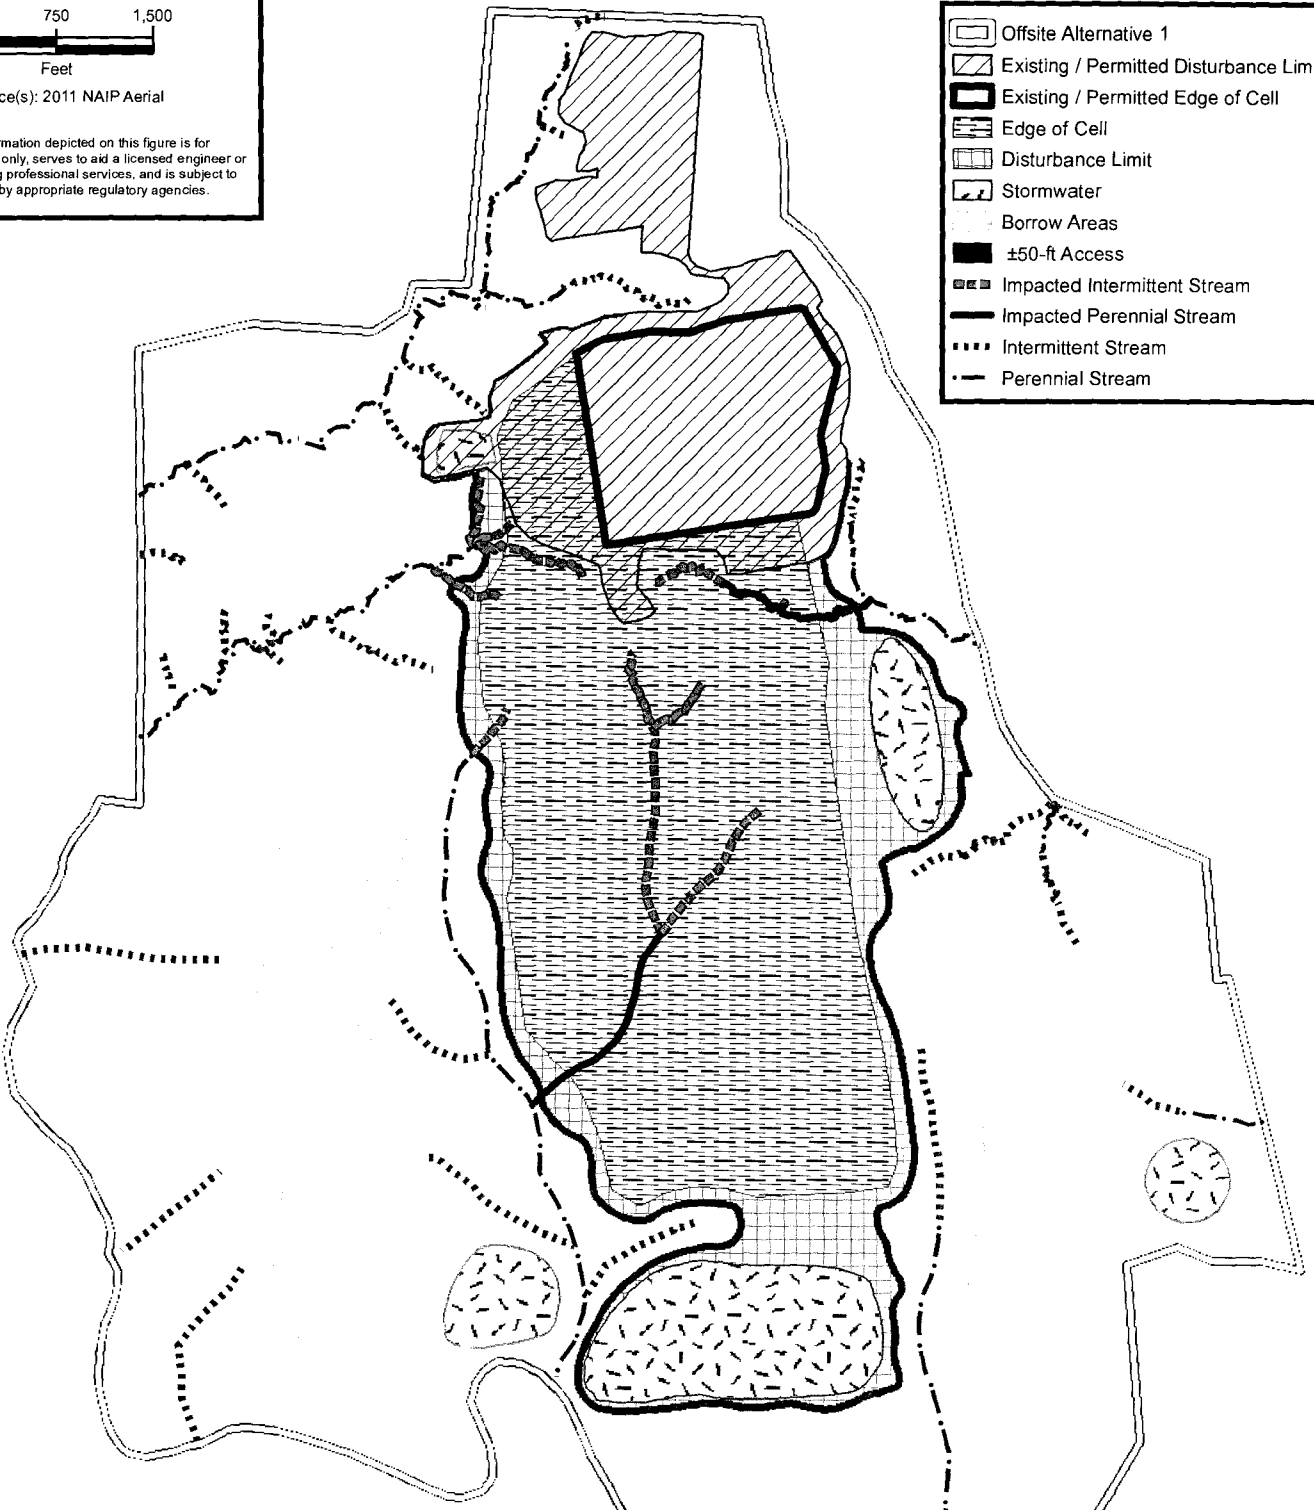 750 1,500
Feet
ce(s): 2011 NAIP Aerial
rmation depicted on this figure is for
only, serves to aid a licensed engineer or
g professional services, and is subject to
by appropriate regulatory agencies.
Offsite Alternative 1
Existing / Permitted Disturbance Lim
Existing / Permitted Edge of Cell
Edge of Cell
Disturbance Limit
Stormwater
Borrow Areas
±50-ft Access
Impacted Intermittent Stream
Impacted Perennial Stream
Intermittent Stream
Perennial Stream